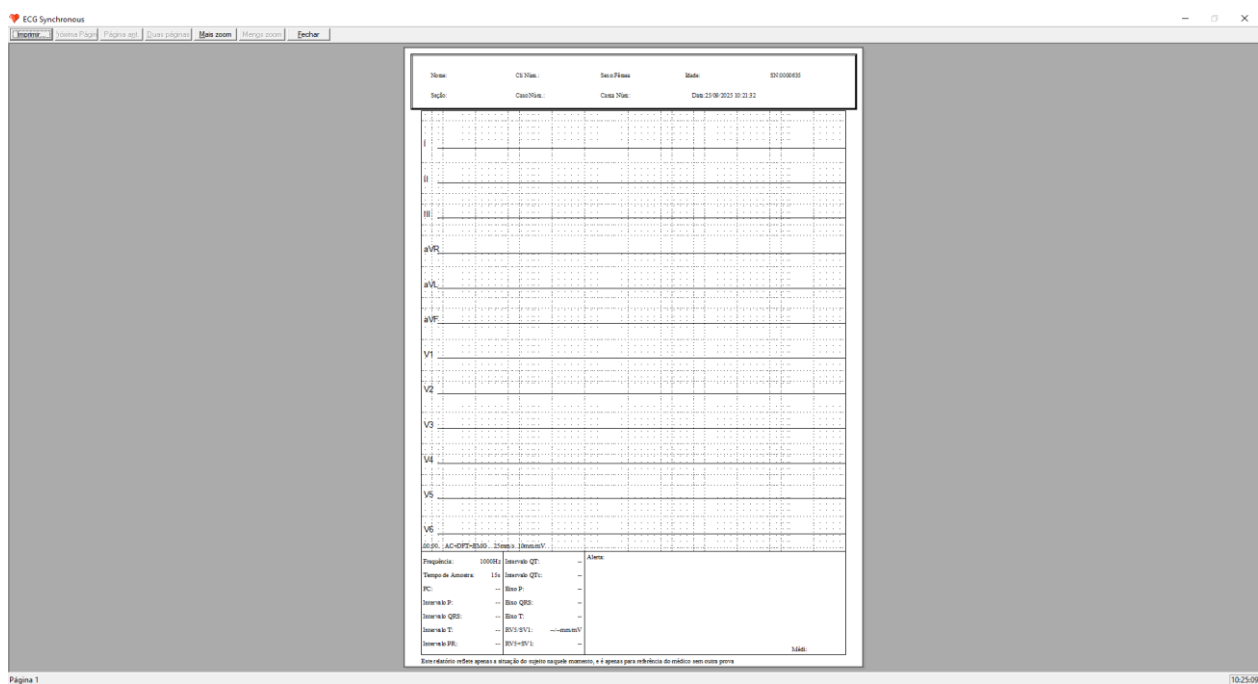 ECG Synchronous
Imprimir... Próxima Págin Página ant. Duas páginas Mais zoom Menos zoom Fechar
Nome: Cli Núm.: Sexo:Fêmea Idade: SN:0000635
Seção: CasoNúm.: Cama Núm: Data:25/09/2025 10:21:32
I
II
III
aVR
aVL
aVF
V1
V2
V3
V4
V5
V6
00:00. AC+DFT+EMG 25mm/s 10mm/mV
Frequência: 1000Hz Intervalo QT: -- Alerta:
Tempo de Amostra: 15s Intervalo QTc: --
FC: -- Eixo P: --
Intervalo P: -- Eixo QRS: --
Intervalo QRS: -- Eixo T: --
Intervalo T: -- RV5/SV1: --/--mm/mV
Intervalo PR: -- RV5+SV1: -- Médi:
Este relatório reflete apenas a situação do sujeito naquele momento, e é apenas para referência do médico sem outra prova
Página 1 10:25:09